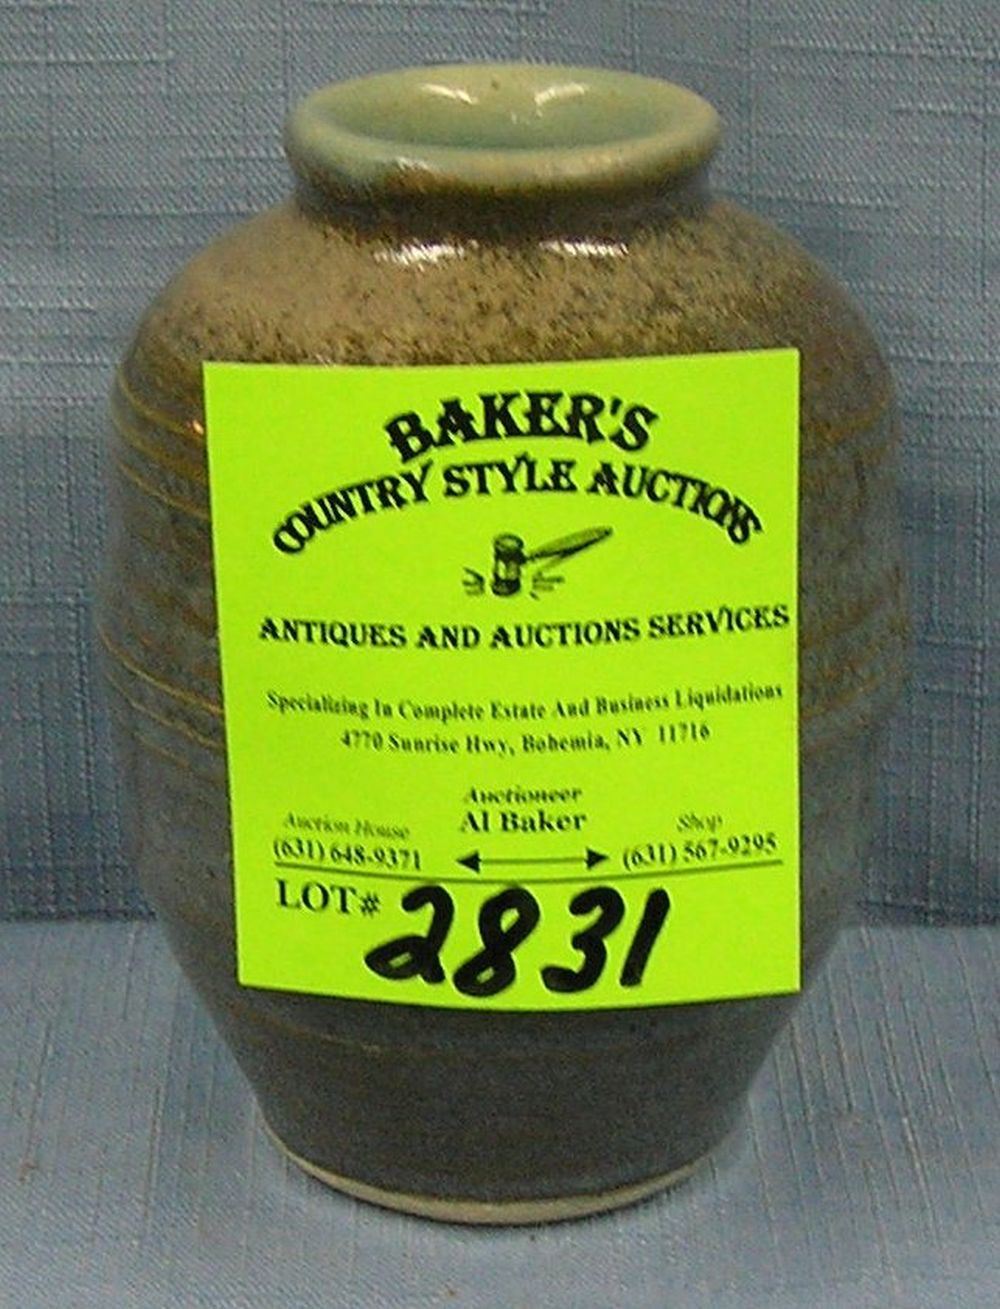 BAKER'S
COUNTRY STYLE AUCTIONS
ANTIQUES AND AUCTIONS SERVICES
Specializing In Complete Estate And Business Liquidations
4770 Sunrise Hwy, Bohemia, NY 11716
Auctioneer
Al Baker
Auction House Shop
(631) 648-9371 (631) 567-9295
LOT# 2831